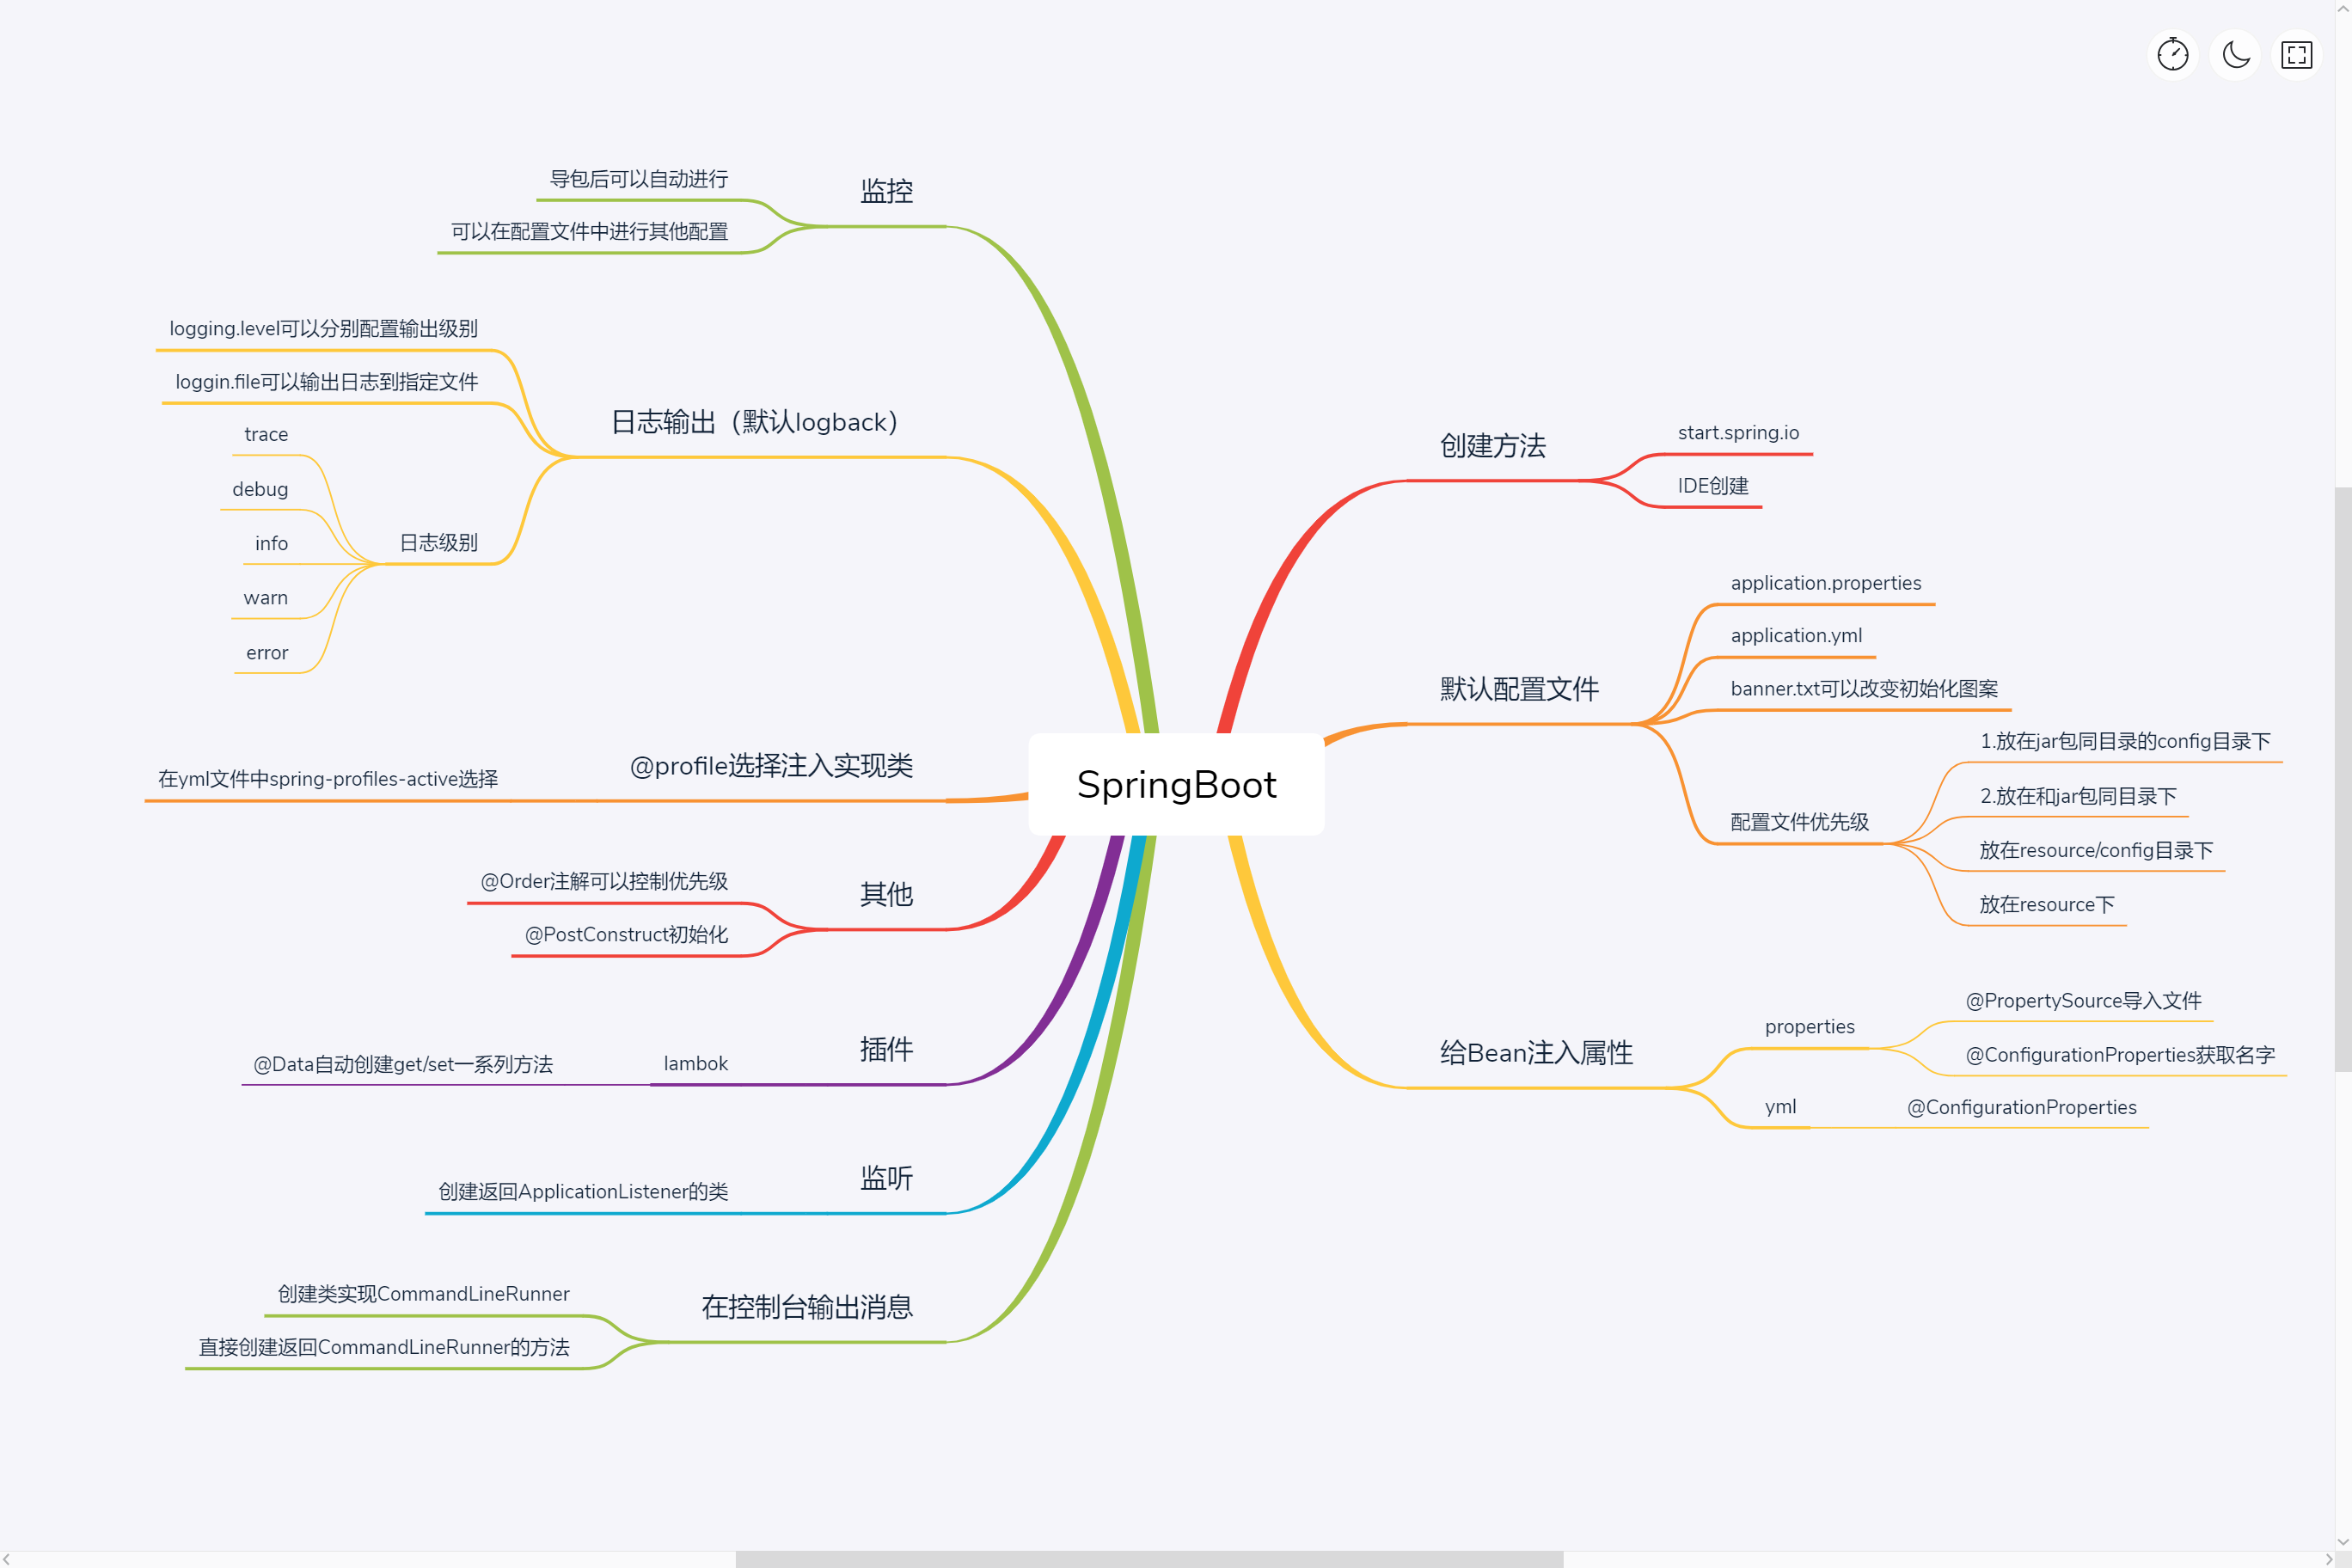 SpringBoot
创建方法
start.spring.io
IDE创建
默认配置文件
application.properties
application.yml
banner.txt可以改变初始化图案
配置文件优先级
1.放在jar包同目录的config目录下
2.放在和jar包同目录下
放在resource/config目录下
放在resource下
给Bean注入属性
properties
@PropertySource导入文件
@ConfigurationProperties获取名字
yml
@ConfigurationProperties
监控
导包后可以自动进行
可以在配置文件中进行其他配置
日志输出（默认logback）
logging.level可以分别配置输出级别
loggin.file可以输出日志到指定文件
日志级别
trace
debug
info
warn
error
@profile选择注入实现类
在yml文件中spring-profiles-active选择
其他
@Order注解可以控制优先级
@PostConstruct初始化
插件
lambok
@Data自动创建get/set一系列方法
监听
创建返回ApplicationListener的类
在控制台输出消息
创建类实现CommandLineRunner
直接创建返回CommandLineRunner的方法